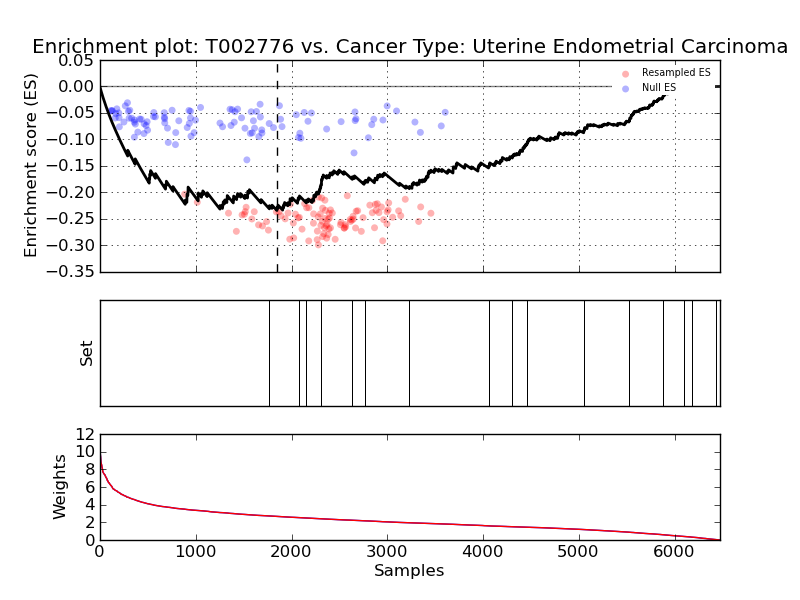 Enrichment plot: T002776 vs. Cancer Type: Uterine Endometrial Carcinoma
0.05
0.00
−0.05
−0.10
−0.15
−0.20
−0.25
−0.30
−0.35
Enrichment score (ES)
Resampled ES
Null ES
Set
12
10
8
6
4
2
0
Weights
0 1000 2000 3000 4000 5000 6000
Samples